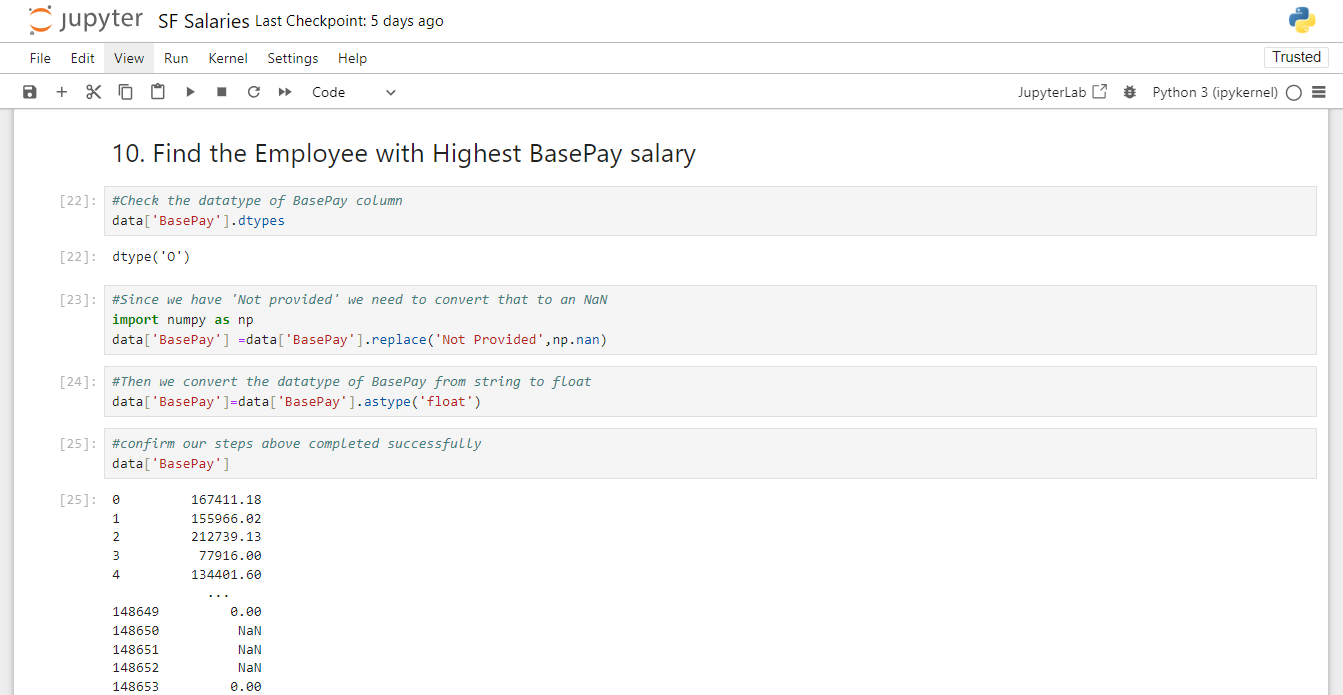 jupyter SF Salaries Last Checkpoint: 5 days ago
File Edit View Run Kernel Settings Help Trusted
Code JupyterLab Python 3 (ipykernel)
10. Find the Employee with Highest BasePay salary
[22]: #Check the datatype of BasePay column
data['BasePay'].dtypes
[22]: dtype('O')
[23]: #Since we have 'Not provided' we need to convert that to an NaN
import numpy as np
data['BasePay'] =data['BasePay'].replace('Not Provided',np.nan)
[24]: #Then we convert the datatype of BasePay from string to float
data['BasePay']=data['BasePay'].astype('float')
[25]: #confirm our steps above completed successfully
data['BasePay']
[25]: 0 167411.18
1 155966.02
2 212739.13
3 77916.00
4 134401.60
...
148649 0.00
148650 NaN
148651 NaN
148652 NaN
148653 0.00